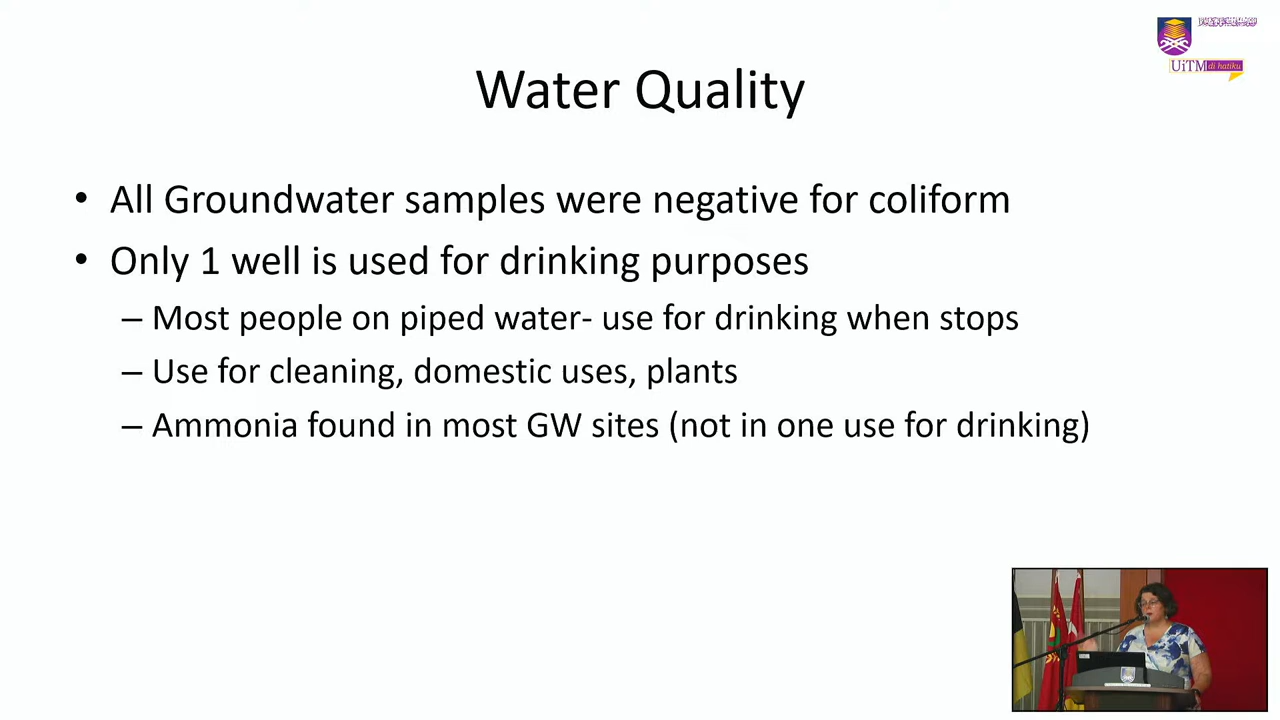 UiTM di hatiku
Water Quality
• All Groundwater samples were negative for coliform
• Only 1 well is used for drinking purposes
– Most people on piped water- use for drinking when stops
– Use for cleaning, domestic uses, plants
– Ammonia found in most GW sites (not in one use for drinking)